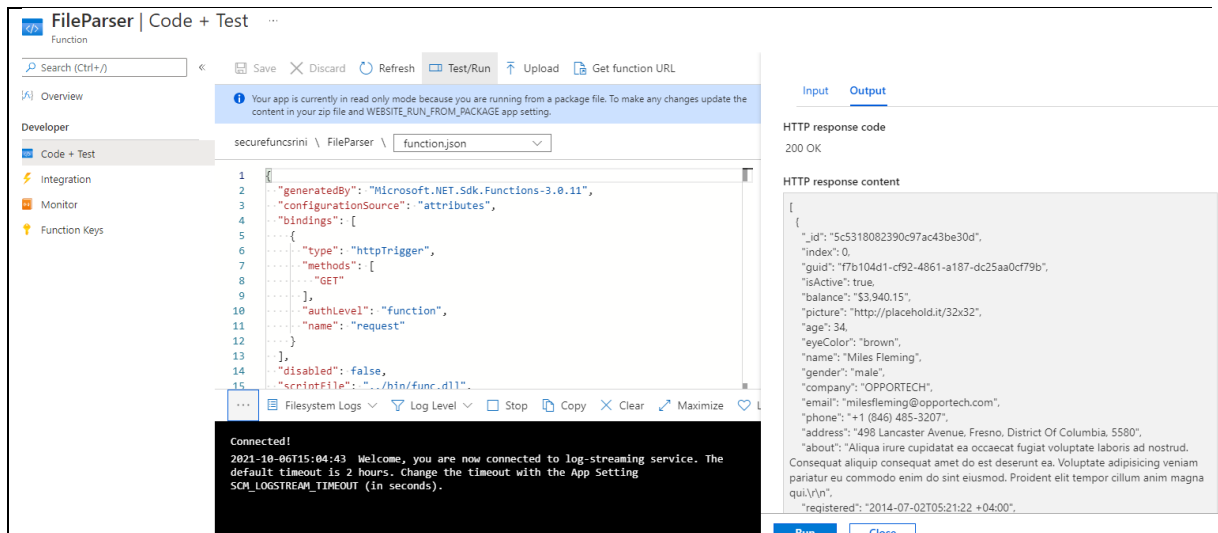 FileParser | Code + Test ...
Function
Search (Ctrl+/)
«
Overview
Developer
Code + Test
Integration
Monitor
Function Keys
Save Discard Refresh Test/Run Upload Get function URL
Your app is currently in read only mode because you are running from a package file. To make any changes update the
content in your zip file and WEBSITE_RUN_FROM_PACKAGE app setting.
securefuncsrini \ FileParser \ function.json
1 {
2 "generatedBy": "Microsoft.NET.Sdk.Functions-3.0.11",
3 "configurationSource": "attributes",
4 "bindings": [
5 {
6 "type": "httpTrigger",
7 "methods": [
8 "GET"
9 ],
10 "authLevel": "function",
11 "name": "request"
12 }
13 ],
14 "disabled": false,
15 "scriptFile": "../bin/func.dll",
... Filesystem Logs Log Level Stop Copy Clear Maximize
Connected!
2021-10-06T15:04:43 Welcome, you are now connected to log-streaming service. The
default timeout is 2 hours. Change the timeout with the App Setting
SCM_LOGSTREAM_TIMEOUT (in seconds).
Input Output
HTTP response code
200 OK
HTTP response content
[
{
"_id": "5c5318082390c97ac43be30d",
"index": 0,
"guid": "f7b104d1-cf92-4861-a187-dc25aa0cf79b",
"isActive": true,
"balance": "$3,940.15",
"picture": "http://placehold.it/32x32",
"age": 34,
"eyeColor": "brown",
"name": "Miles Fleming",
"gender": "male",
"company": "OPPORTECH",
"email": "milesfleming@opportech.com",
"phone": "+1 (846) 485-3207",
"address": "498 Lancaster Avenue, Fresno, District Of Columbia, 5580",
"about": "Aliqua irure cupidatat ea occaecat fugiat voluptate laboris ad nostrud.
Consequat aliquip consequat amet do est deserunt ea. Voluptate adipisicing veniam
pariatur eu commodo enim do sint eiusmod. Proident elit tempor cillum anim magna
qui.\r\n",
"registered": "2014-07-02T05:21:22 +04:00",
Run Close